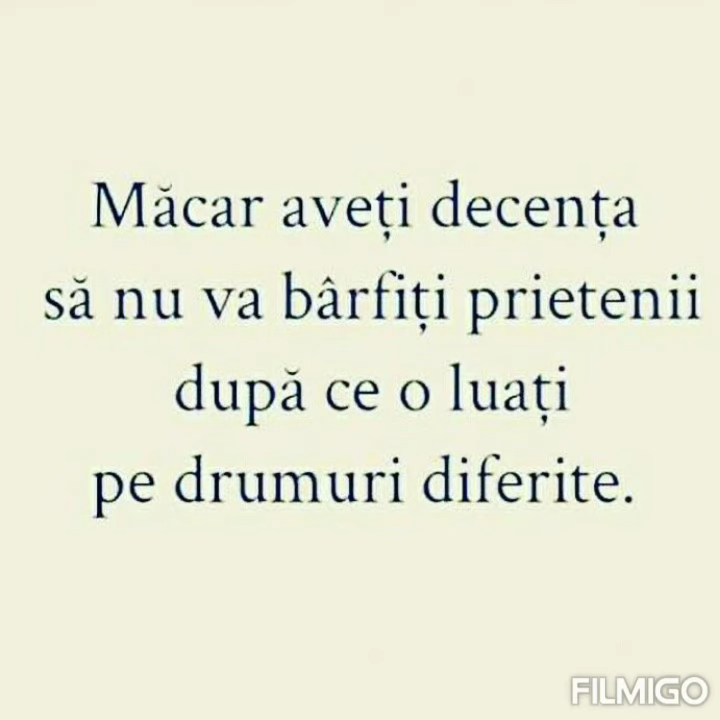 Măcar aveți decența
să nu va bârfiți prietenii
după ce o luați
pe drumuri diferite.
FILMIGO